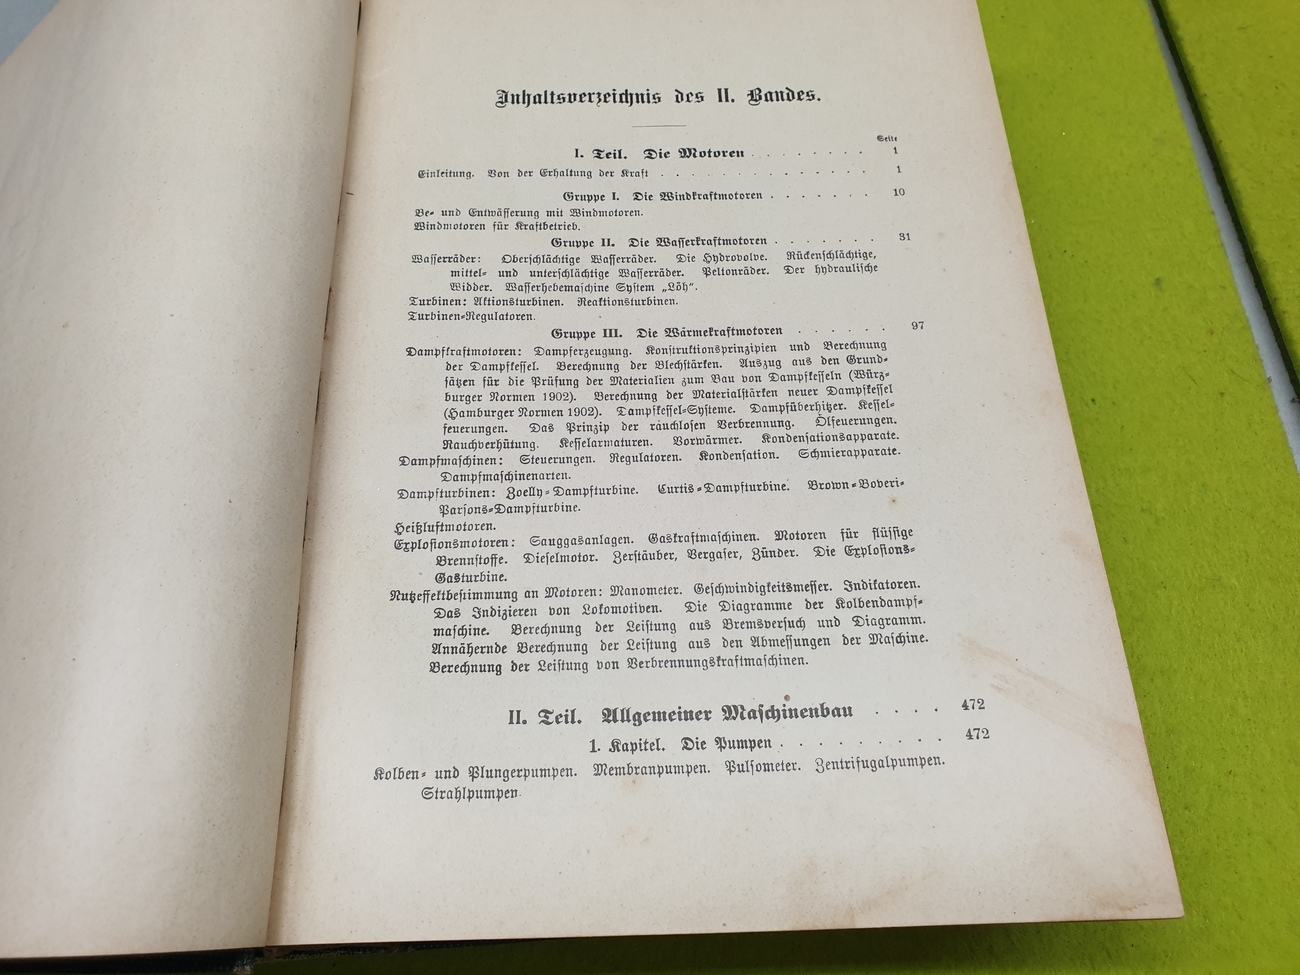 Inhaltsverzeichnis des II. Bandes.
Seite
I. Teil. Die Motoren . . . . . . . . 1
Einleitung. Von der Erhaltung der Kraft . . . . . . . . . . . . . . 1
Gruppe I. Die Windkraftmotoren . . . . . . . 10
Be- und Entwässerung mit Windmotoren.
Windmotoren für Kraftbetrieb.
Gruppe II. Die Wasserkraftmotoren . . . . . . . 31
Wasserräder: Oberschlächtige Wasserräder. Die Hydrovolve. Rückenschlächtige,
mittel- und unterschlächtige Wasserräder. Peltonräder. Der hydraulische
Widder. Wasserhebemaschine System „Löh“.
Turbinen: Aktionsturbinen. Reaktionsturbinen.
Turbinen-Regulatoren.
Gruppe III. Die Wärmekraftmotoren . . . . . . 97
Dampfkraftmotoren: Dampferzeugung. Konstruktionsprinzipien und Berechnung
der Dampfkessel. Berechnung der Blechstärken. Auszug aus den Grund-
sätzen für die Prüfung der Materialien zum Bau von Dampfkesseln (Würz-
burger Normen 1902). Berechnung der Materialstärken neuer Dampfkessel
(Hamburger Normen 1902). Dampfkessel-Systeme. Dampfüberhitzer. Kessel-
feuerungen. Das Prinzip der rauchlosen Verbrennung. Ölfeuerungen.
Rauchverhütung. Kesselarmaturen. Vorwärmer. Kondensationsapparate.
Dampfmaschinen: Steuerungen. Regulatoren. Kondensation. Schmierapparate.
Dampfmaschinenarten.
Dampfturbinen: Zoelly-Dampfturbine. Curtis-Dampfturbine. Brown-Boveri-
Parsons-Dampfturbine.
Heißluftmotoren.
Explosionsmotoren: Sauggasanlagen. Gaskraftmaschinen. Motoren für flüssige
Brennstoffe. Dieselmotor. Zerstäuber, Vergaser, Zünder. Die Explosions-
Gasturbine.
Nutzeffektbestimmung an Motoren: Manometer. Geschwindigkeitsmesser. Indikatoren.
Das Indizieren von Lokomotiven. Die Diagramme der Kolbendampf-
maschine. Berechnung der Leistung aus Bremsversuch und Diagramm.
Annähernde Berechnung der Leistung aus den Abmessungen der Maschine.
Berechnung der Leistung von Verbrennungskraftmaschinen.
II. Teil. Allgemeiner Maschinenbau . . . . 472
1. Kapitel. Die Pumpen . . . . . . . . . 472
Kolben- und Plungerpumpen. Membranpumpen. Pulsometer. Zentrifugalpumpen.
Strahlpumpen.